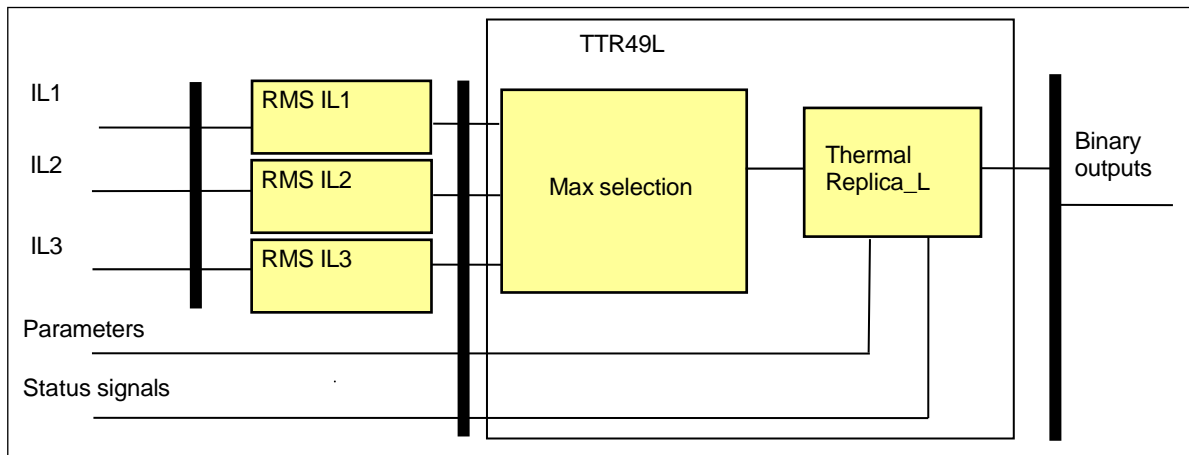 TTR49L
IL1
RMS IL1
IL2
RMS IL2
IL3
RMS IL3
Max selection
Thermal
Replica_L
Binary
outputs
Parameters
Status signals